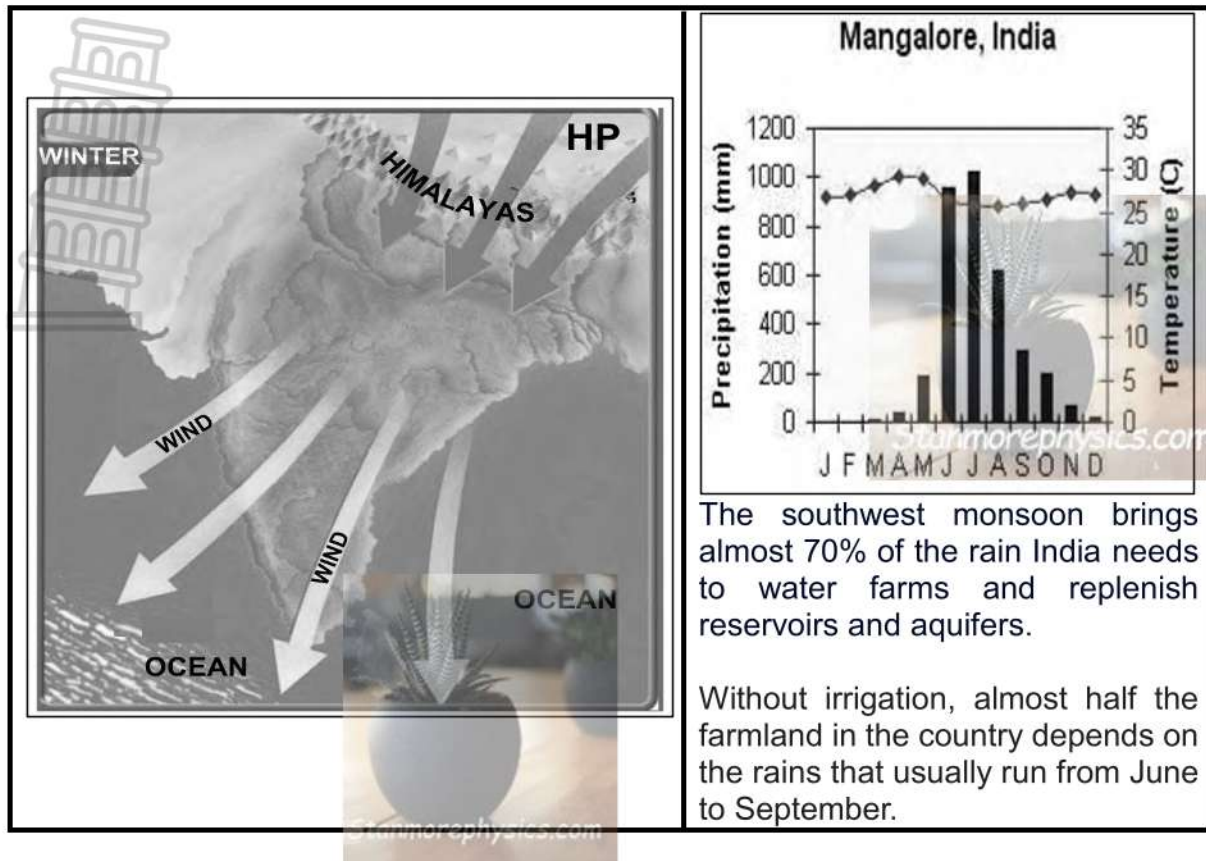 WINTER
HP
HIMALAYAS
WIND
WIND
OCEAN
OCEAN
Stanmorephysics.com
Mangalore, India
Precipitation (mm)
1200
1000
800
600
400
200
0
35
30
25
20
15
10
5
0
Temperature (C)
J F M A M J J A S O N D
Stanmorephysics.com
The southwest monsoon brings
almost 70% of the rain India needs
to water farms and replenish
reservoirs and aquifers.
Without irrigation, almost half the
farmland in the country depends on
the rains that usually run from June
to September.